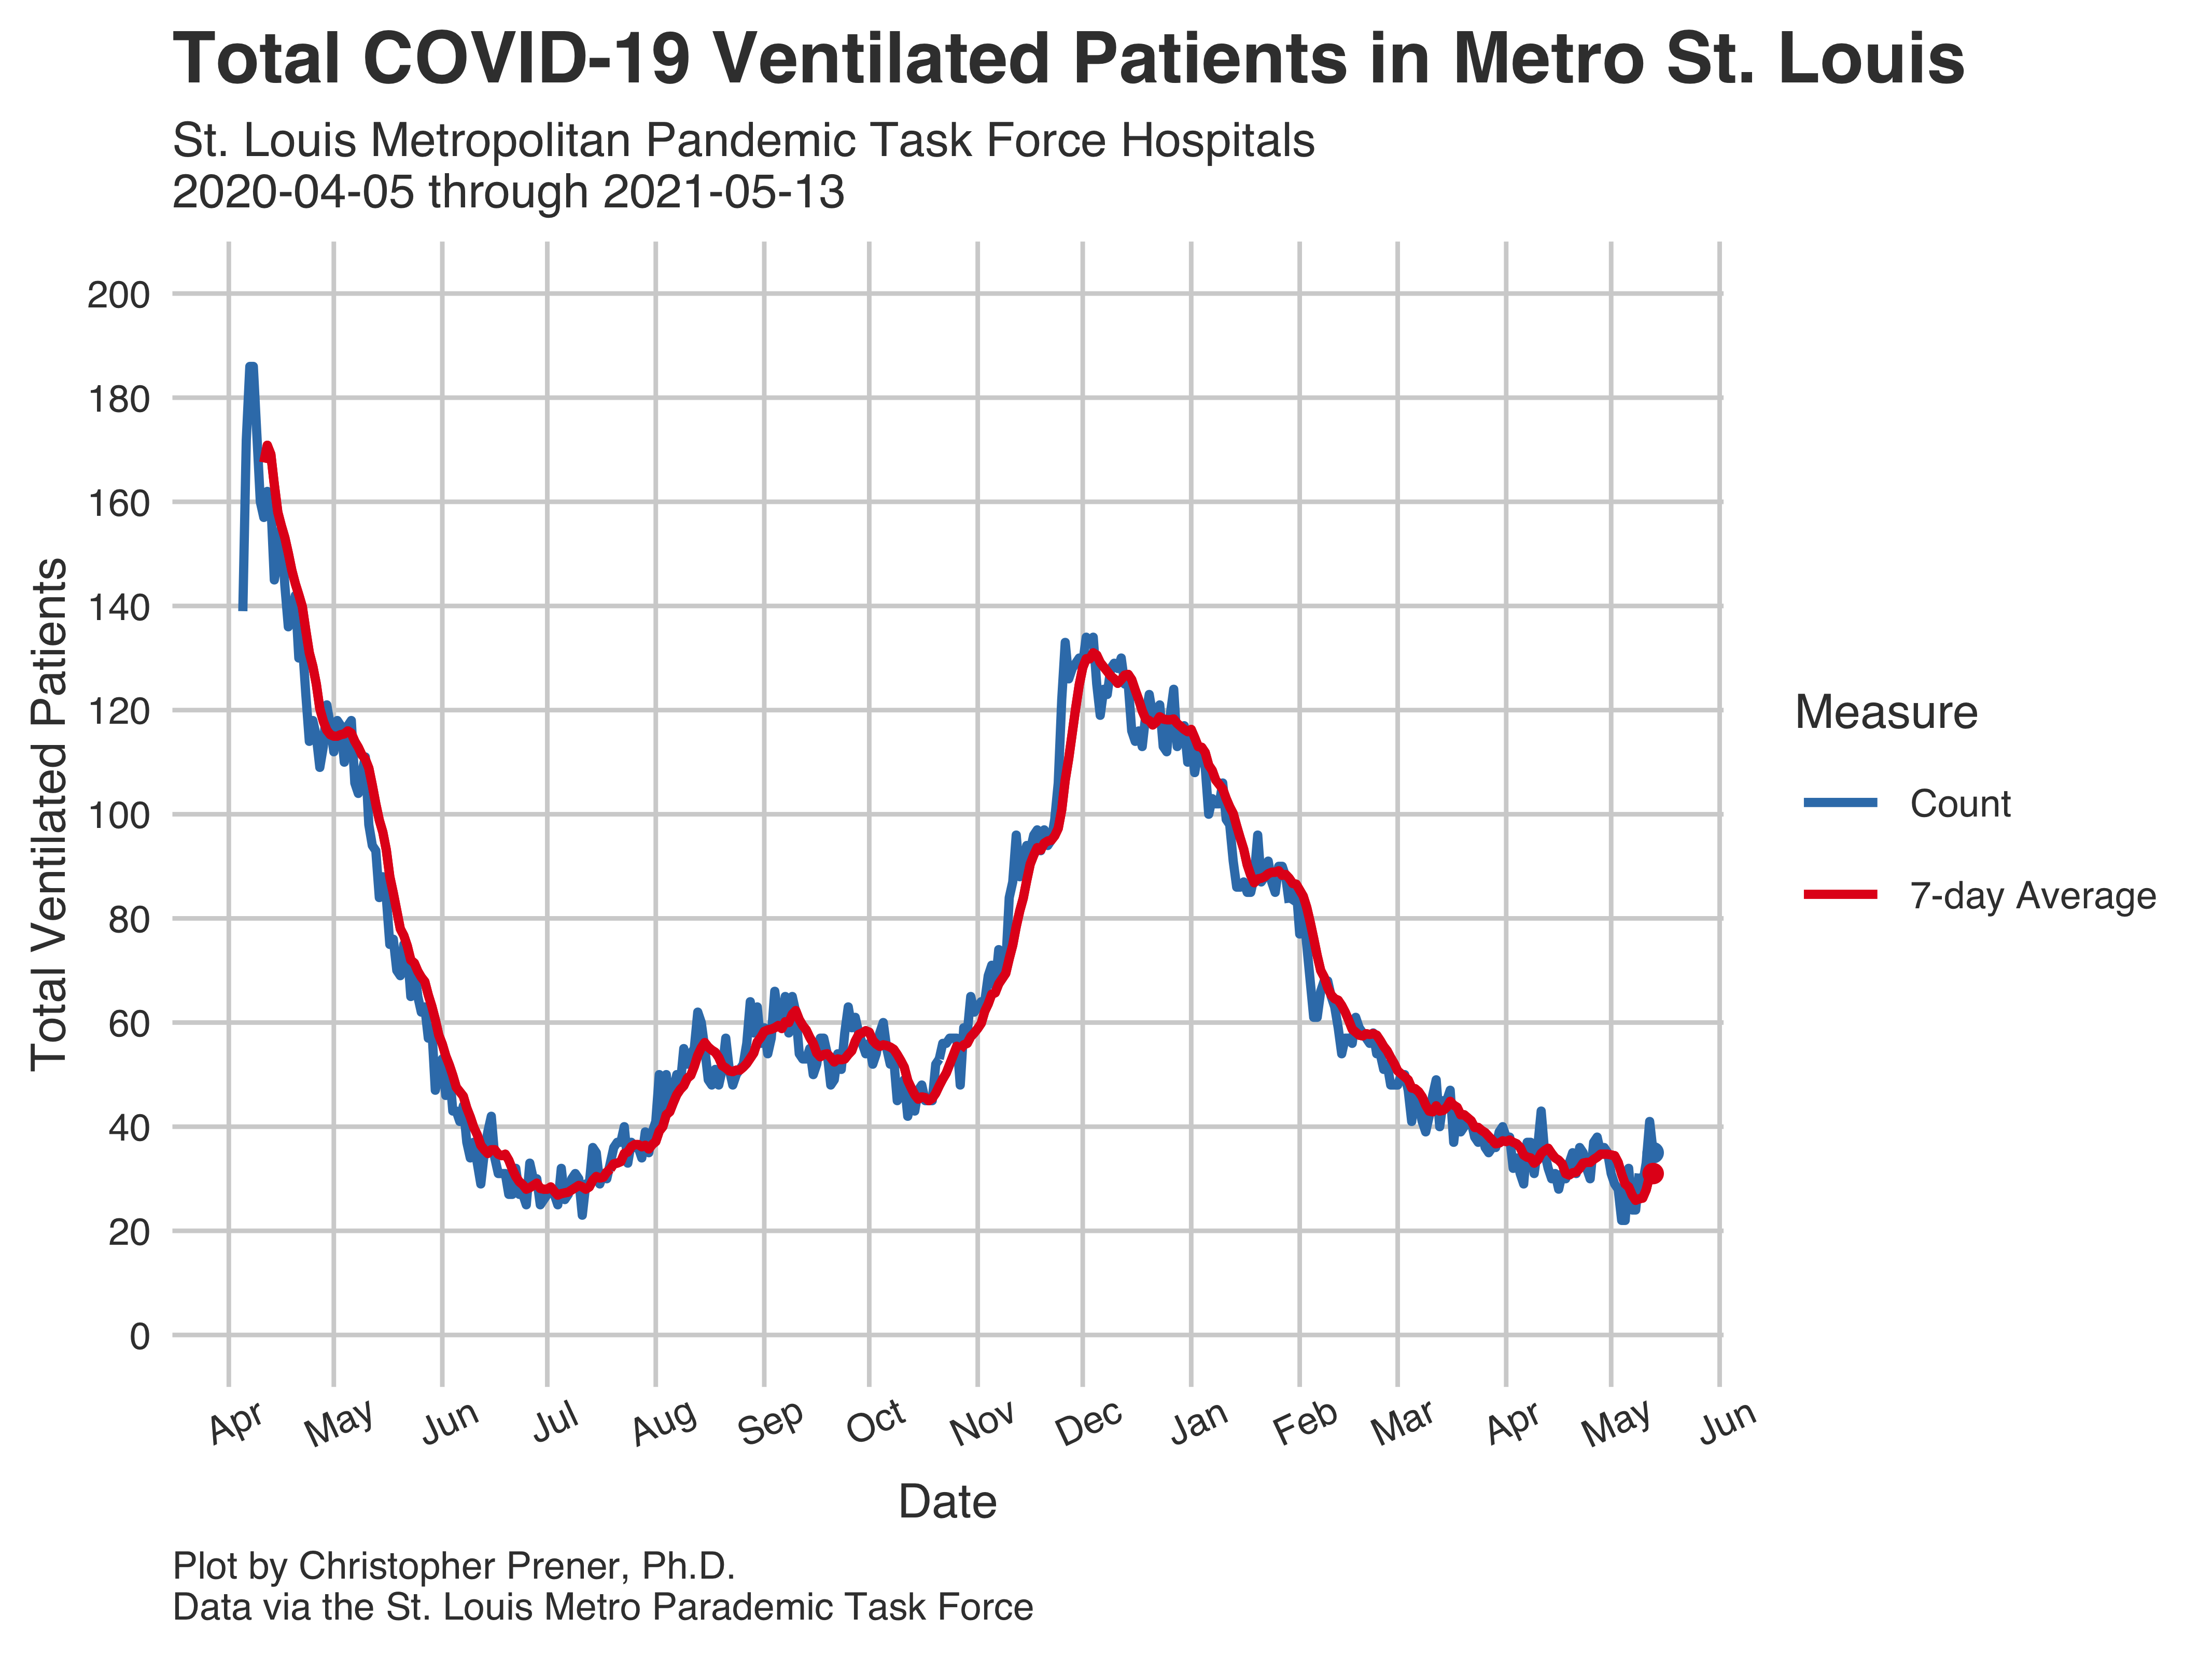 Total COVID-19 Ventilated Patients in Metro St. Louis
St. Louis Metropolitan Pandemic Task Force Hospitals
2020-04-05 through 2021-05-13
Total Ventilated Patients
200
180
160
140
120
100
80
60
40
20
0
Apr May Jun Jul Aug Sep Oct Nov Dec Jan Feb Mar Apr May Jun
Date
Measure
Count
7-day Average
Plot by Christopher Prener, Ph.D.
Data via the St. Louis Metro Parademic Task Force